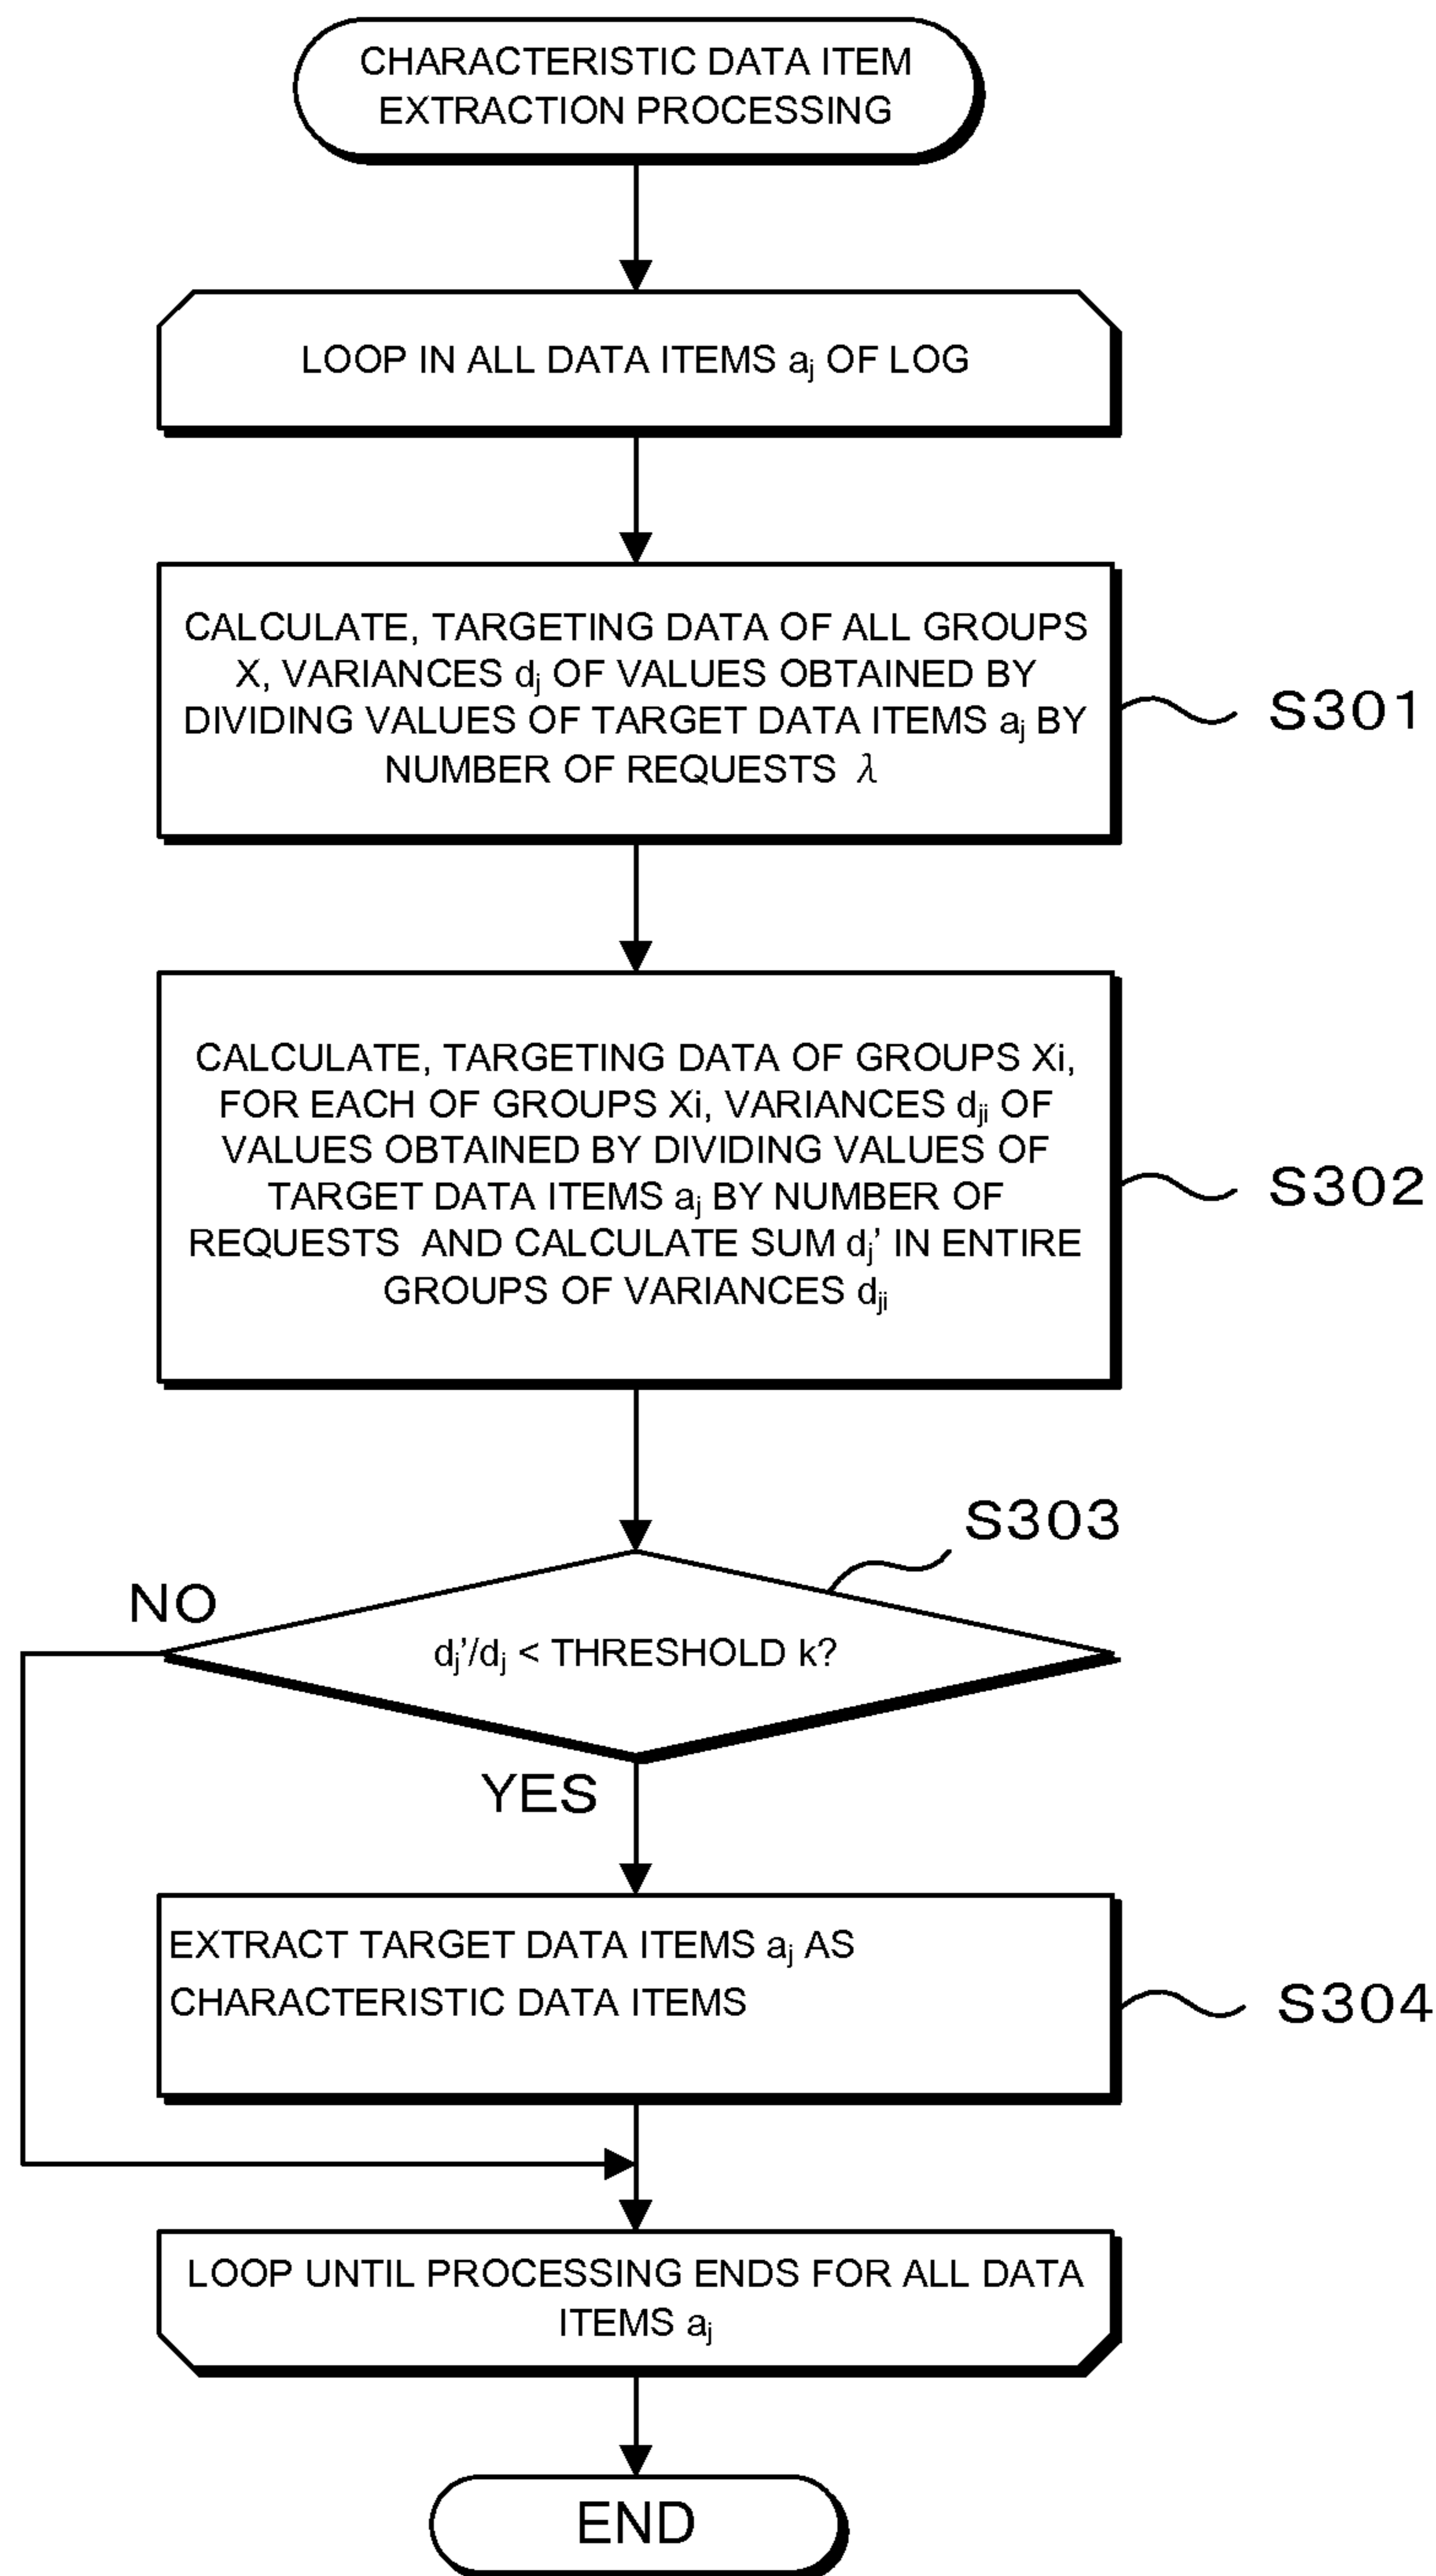 CHARACTERISTIC DATA ITEM
EXTRACTION PROCESSING
LOOP IN ALL DATA ITEMS aj OF LOG
CALCULATE, TARGETING DATA OF ALL GROUPS
X, VARIANCES dj OF VALUES OBTAINED BY
DIVIDING VALUES OF TARGET DATA ITEMS aj BY
NUMBER OF REQUESTS λ
S301
CALCULATE, TARGETING DATA OF GROUPS Xi,
FOR EACH OF GROUPS Xi, VARIANCES dji OF
VALUES OBTAINED BY DIVIDING VALUES OF
TARGET DATA ITEMS aj BY NUMBER OF
REQUESTS AND CALCULATE SUM dj’ IN ENTIRE
GROUPS OF VARIANCES dji
S302
S303
NO
dj’/dj < THRESHOLD k?
YES
EXTRACT TARGET DATA ITEMS aj AS
CHARACTERISTIC DATA ITEMS
S304
LOOP UNTIL PROCESSING ENDS FOR ALL DATA
ITEMS aj
END